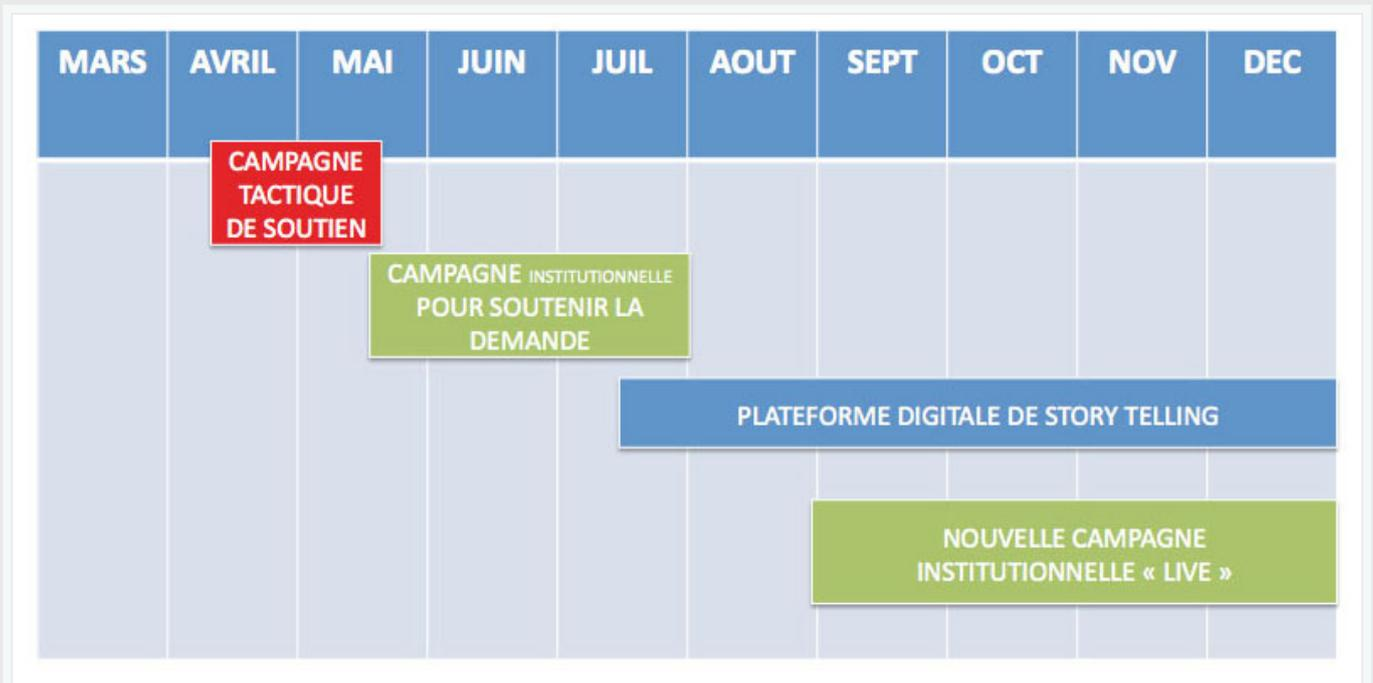 MARS AVRIL MAI JUIN JUIL AOUT SEPT OCT NOV DEC
CAMPAGNE
TACTIQUE
DE SOUTIEN
CAMPAGNE INSTITUTIONNELLE
POUR SOUTENIR LA
DEMANDE
PLATEFORME DIGITALE DE STORY TELLING
NOUVELLE CAMPAGNE
INSTITUTIONNELLE « LIVE »